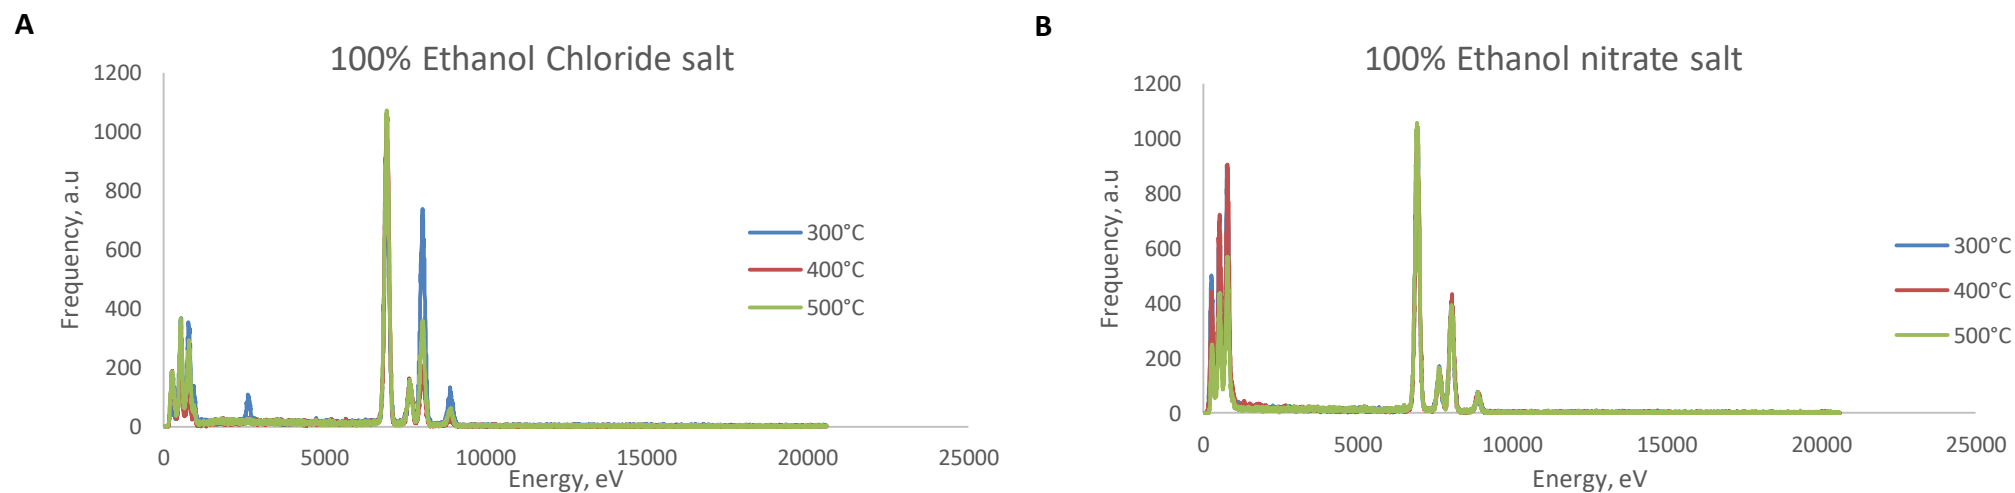 A
100% Ethanol Chloride salt
Frequency, a.u
1200
1000
800
600
400
200
0
0 5000 10000 15000 20000 25000
Energy, eV
300°C
400°C
500°C
B
100% Ethanol nitrate salt
Frequency, a.u
1200
1000
800
600
400
200
0
0 5000 10000 15000 20000 25000
Energy, eV
300°C
400°C
500°C